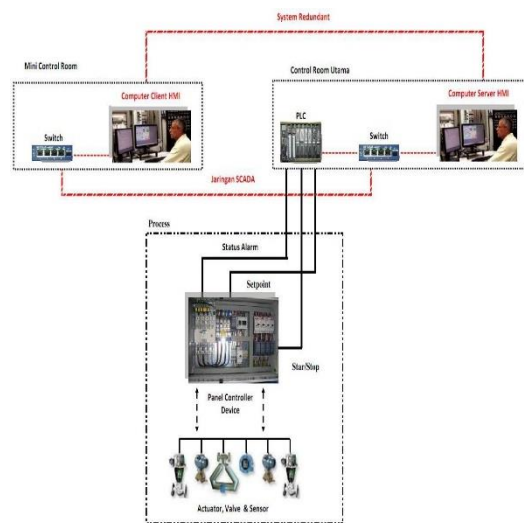 System Redundant
Mini Control Room
Control Room Utama
Computer Client HMI
Computer Server HMI
PLC
Switch
Switch
Jaringan SCADA
Process
Status Alarm
Setpoint
Star/Stop
Panel Controller
Device
Actuator, Valve & Sensor